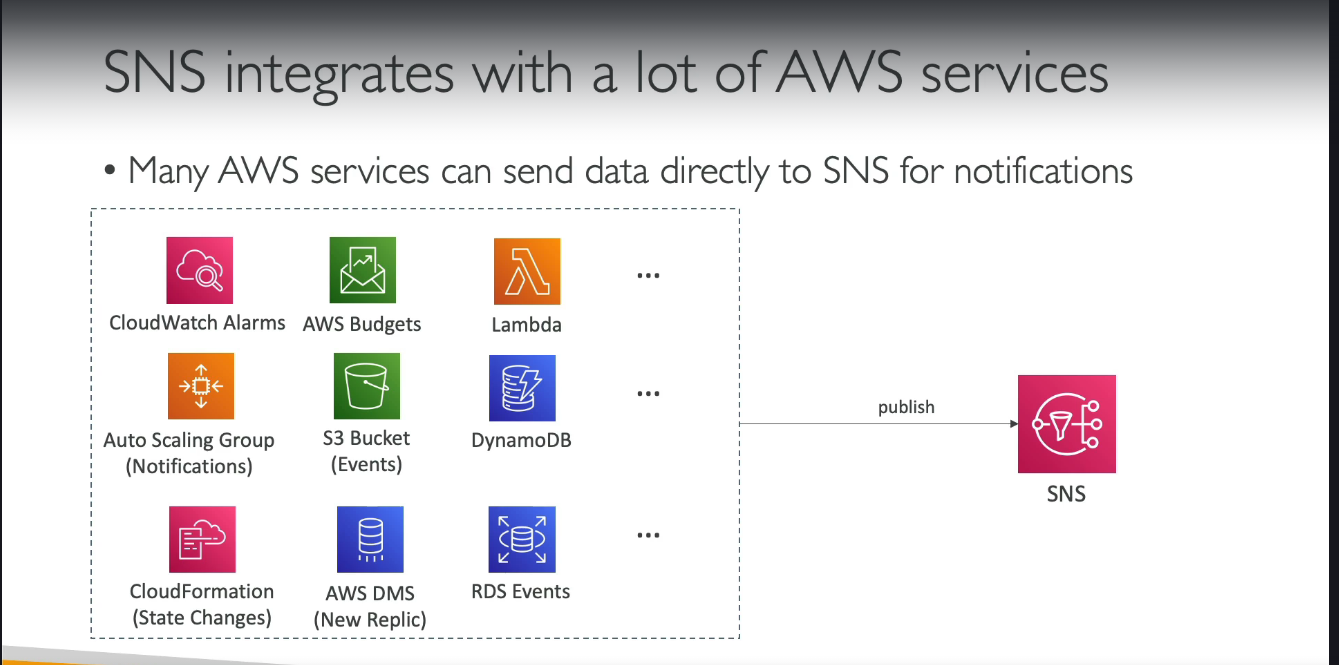 SNS integrates with a lot of AWS services
• Many AWS services can send data directly to SNS for notifications
CloudWatch Alarms
AWS Budgets
Lambda
...
Auto Scaling Group
(Notifications)
S3 Bucket
(Events)
DynamoDB
...
CloudFormation
(State Changes)
AWS DMS
(New Replic)
RDS Events
...
publish
SNS